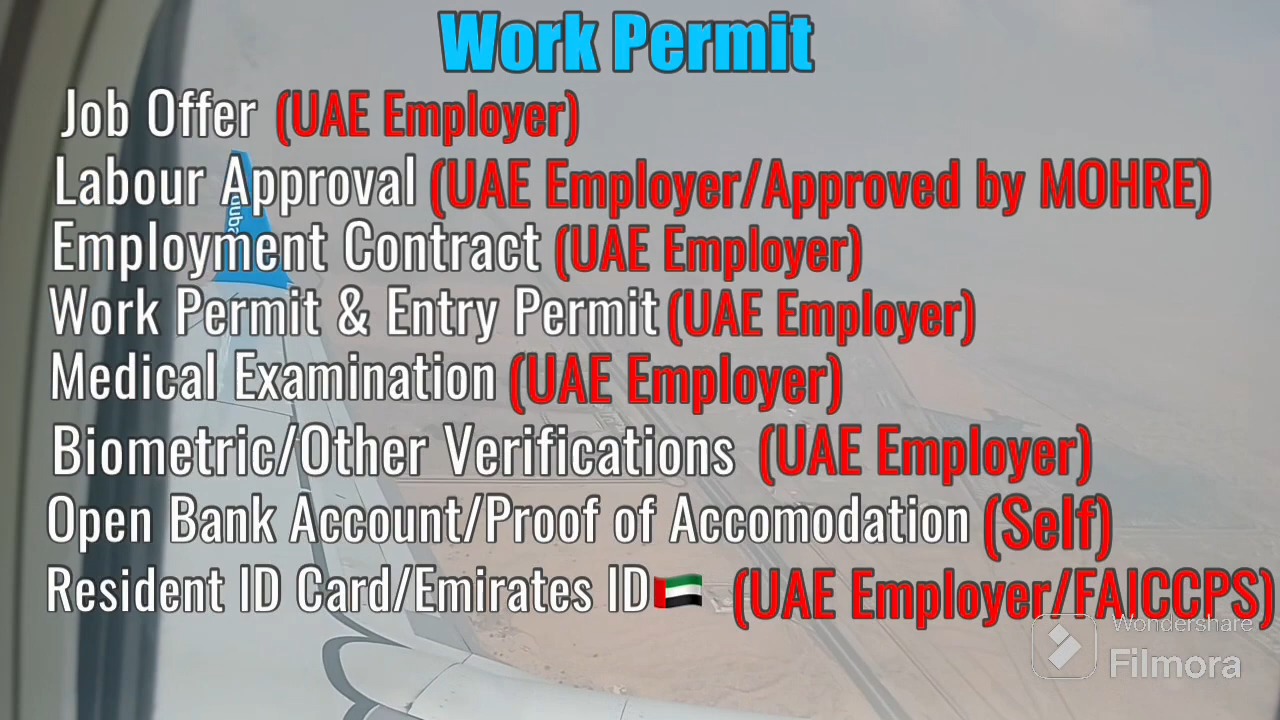 Work Permit
Job Offer (UAE Employer)
Labour Approval (UAE Employer/Approved by MOHRE)
Employment Contract (UAE Employer)
Work Permit & Entry Permit (UAE Employer)
Medical Examination (UAE Employer)
Biometric/Other Verifications (UAE Employer)
Open Bank Account/Proof of Accomodation (Self)
Resident ID Card/Emirates ID🇦🇪 (UAE Employer/FAICCPS)
Wondershare
Filmora